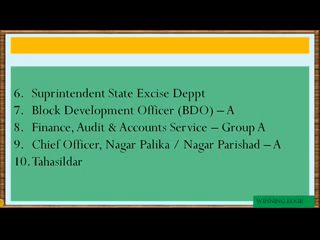 6. Suprintendent State Excise Deppt
7. Block Development Officer (BDO) – A
8. Finance, Audit & Accounts Service – Group A
9. Chief Officer, Nagar Palika / Nagar Parishad – A
10. Tahasildar
WINNING EDGE